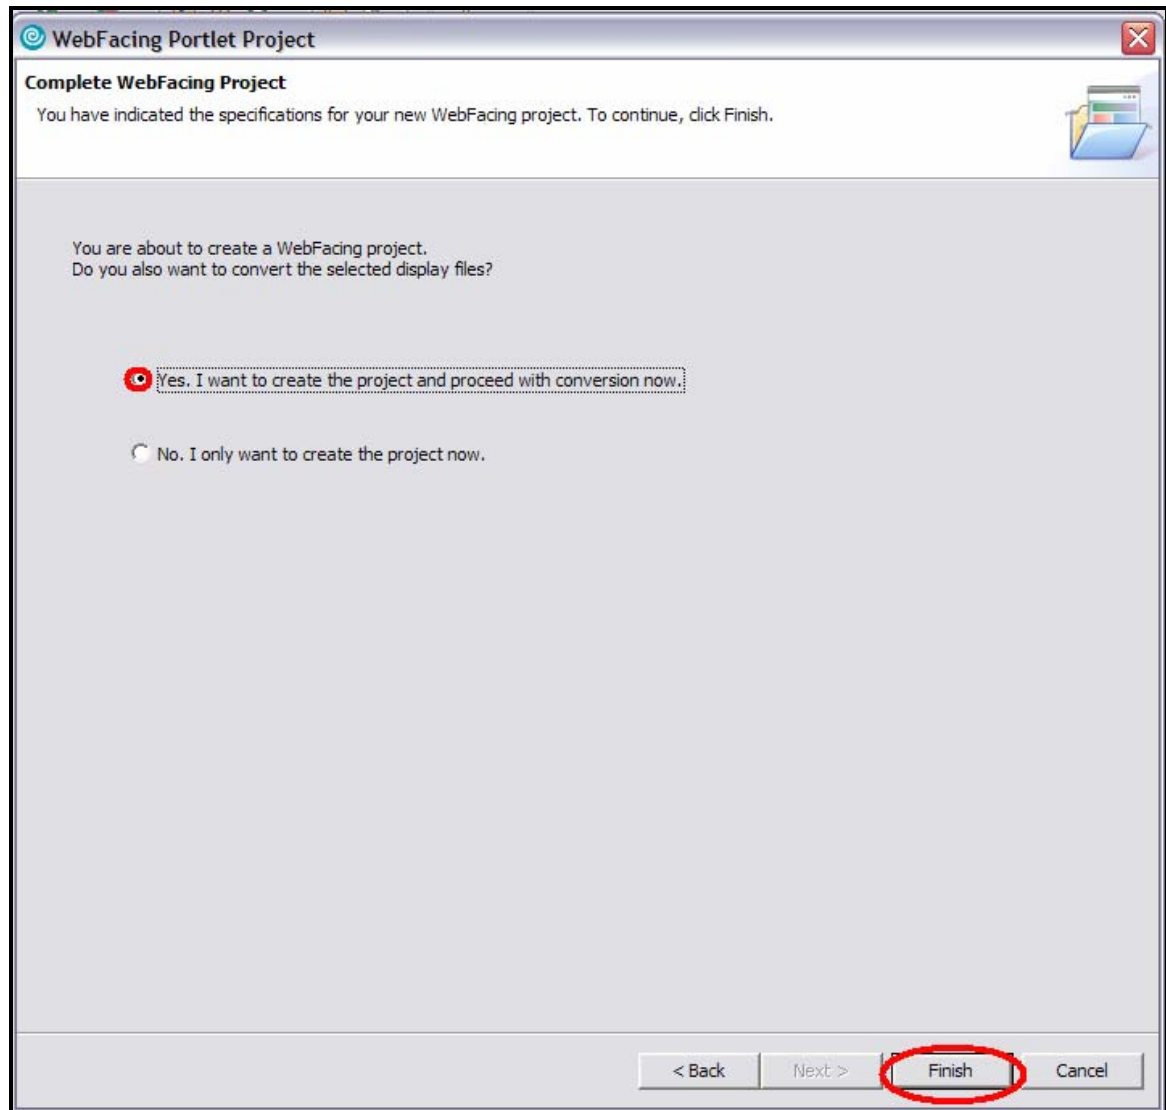 WebFacing Portlet Project
Complete WebFacing Project
You have indicated the specifications for your new WebFacing project. To continue, click Finish.
You are about to create a WebFacing project.
Do you also want to convert the selected display files?
Yes. I want to create the project and proceed with conversion now.
No. I only want to create the project now.
< Back Next > Finish Cancel